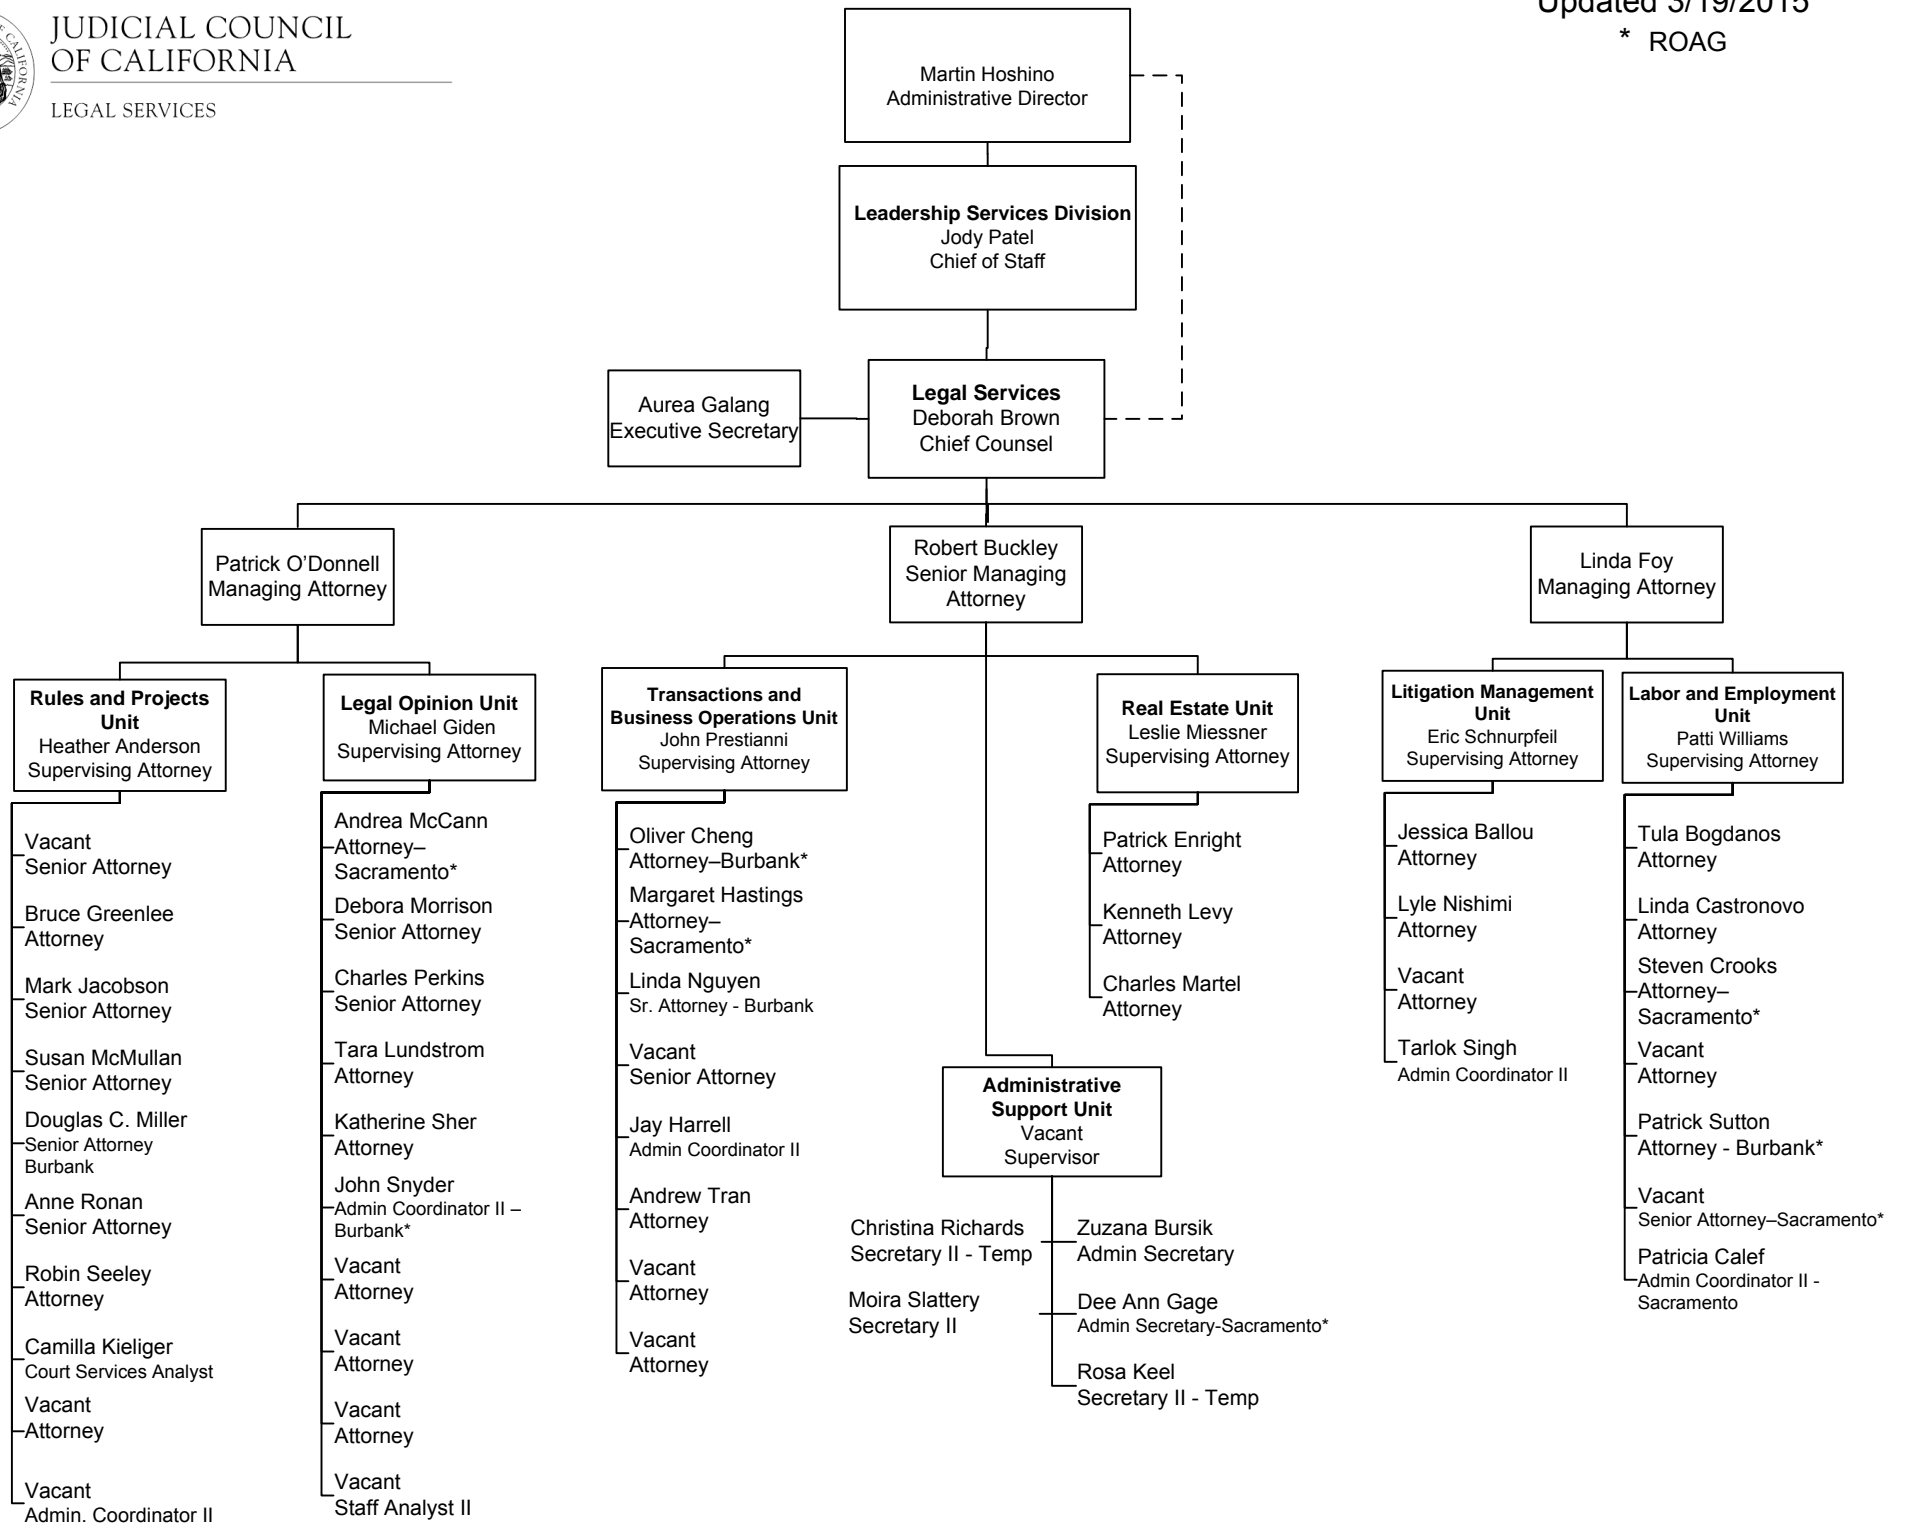 JUDICIAL COUNCIL
OF CALIFORNIA
LEGAL SERVICES
Updated 3/19/2015
* ROAG
Martin Hoshino
Administrative Director
Leadership Services Division
Jody Patel
Chief of Staff
Aurea Galang
Executive Secretary
Legal Services
Deborah Brown
Chief Counsel
Patrick O’Donnell
Managing Attorney
Robert Buckley
Senior Managing
Attorney
Linda Foy
Managing Attorney
Rules and Projects
Unit
Heather Anderson
Supervising Attorney
Vacant
Senior Attorney
Bruce Greenlee
Attorney
Mark Jacobson
Senior Attorney
Susan McMullan
Senior Attorney
Douglas C. Miller
Senior Attorney
Burbank
Anne Ronan
Senior Attorney
Robin Seeley
Attorney
Camilla Kieliger
Court Services Analyst
Vacant
Attorney
Vacant
Admin. Coordinator II
Legal Opinion Unit
Michael Giden
Supervising Attorney
Andrea McCann
Attorney–
Sacramento*
Debora Morrison
Senior Attorney
Charles Perkins
Senior Attorney
Tara Lundstrom
Attorney
Katherine Sher
Attorney
John Snyder
Admin Coordinator II –
Burbank*
Vacant
Attorney
Vacant
Attorney
Vacant
Attorney
Vacant
Staff Analyst II
Transactions and
Business Operations Unit
John Prestianni
Supervising Attorney
Oliver Cheng
Attorney–Burbank*
Margaret Hastings
Attorney–
Sacramento*
Linda Nguyen
Sr. Attorney - Burbank
Vacant
Senior Attorney
Jay Harrell
Admin Coordinator II
Andrew Tran
Attorney
Vacant
Attorney
Vacant
Attorney
Administrative
Support Unit
Vacant
Supervisor
Christina Richards
Secretary II - Temp
Moira Slattery
Secretary II
Zuzana Bursik
Admin Secretary
Dee Ann Gage
Admin Secretary-Sacramento*
Rosa Keel
Secretary II - Temp
Real Estate Unit
Leslie Miessner
Supervising Attorney
Patrick Enright
Attorney
Kenneth Levy
Attorney
Charles Martel
Attorney
Litigation Management
Unit
Eric Schnurpfeil
Supervising Attorney
Jessica Ballou
Attorney
Lyle Nishimi
Attorney
Vacant
Attorney
Tarlok Singh
Admin Coordinator II
Labor and Employment
Unit
Patti Williams
Supervising Attorney
Tula Bogdanos
Attorney
Linda Castronovo
Attorney
Steven Crooks
Attorney–
Sacramento*
Vacant
Attorney
Patrick Sutton
Attorney - Burbank*
Vacant
Senior Attorney–Sacramento*
Patricia Calef
Admin Coordinator II -
Sacramento